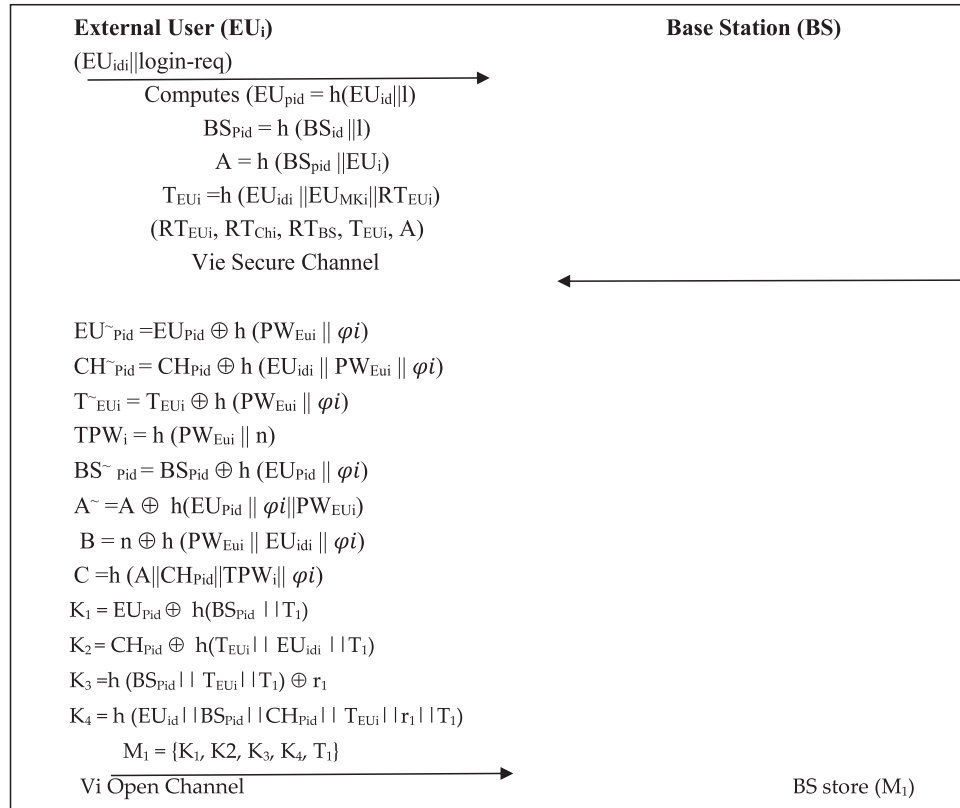 External User (EUi) Base Station (BS)
(EUidi||login-req)
Computes (EUpid = h(EUid||l)
BSPid = h (BSid ||l)
A = h (BSpid ||EUi)
TEUi =h (EUidi ||EUMKi||RTEUi)
(RTEUi, RTChi, RTBS, TEUi, A)
Vie Secure Channel
EU~Pid =EUPid ⊕ h (PWEui || φi)
CH~Pid = CHPid ⊕ h (EUidi || PWEui || φi)
T~EUi = TEUi ⊕ h (PWEui || φi)
TPWi = h (PWEui || n)
BS~ Pid = BSPid ⊕ h (EUPid || φi)
A~ =A ⊕ h(EUPid || φi||PWEUi)
B = n ⊕ h (PWEui || EUidi || φi)
C =h (A||CHPid||TPWi|| φi)
K1 = EUPid ⊕ h(BSPid ||T1)
K2 = CHPid ⊕ h(TEUi|| EUidi ||T1)
K3 =h (BSPid|| TEUi||T1) ⊕ r1
K4 = h (EUid||BSPid||CHPid|| TEUi||r1||T1)
M1 = {K1, K2, K3, K4, T1}
Vi Open Channel BS store (M1)